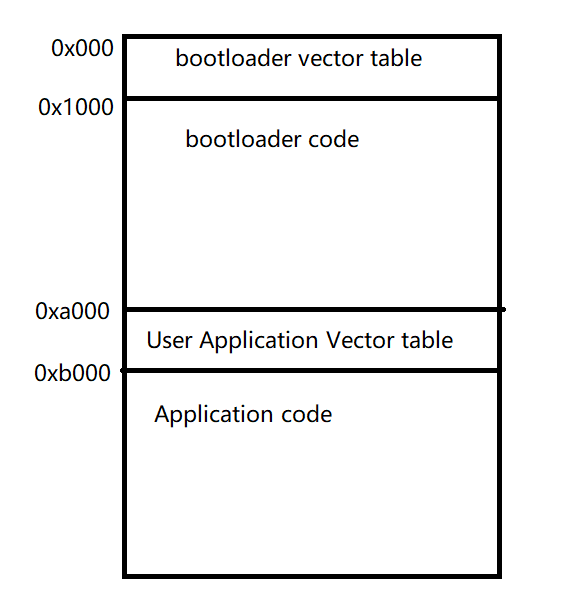 0x000
bootloader vector table
0x1000
bootloader code
0xa000
User Application Vector table
0xb000
Application code